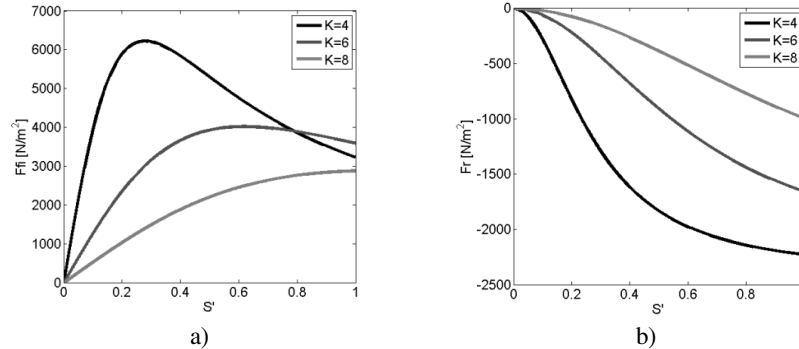 7000
6000
5000
4000
3000
2000
1000
0
Ffi [N/m²]
0 0.2 0.4 0.6 0.8 1
S'
K=4
K=6
K=8
a)
0
-500
-1000
-1500
-2000
-2500
Fr [N/m²]
0 0.2 0.4 0.6 0.8
S'
K=4
K=6
K=8
b)